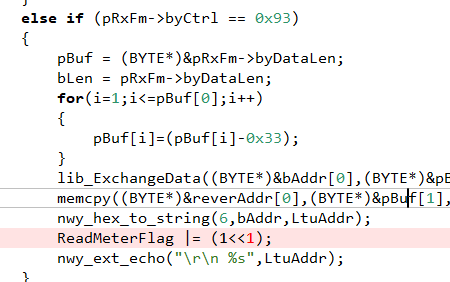 }
else if (pRxFm->byCtrl == 0x93)
{
pBuf = (BYTE*)&pRxFm->byDataLen;
bLen = pRxFm->byDataLen;
for(i=1;i<=pBuf[0];i++)
{
pBuf[i]=(pBuf[i]-0x33);
}
lib_ExchangeData((BYTE*)&bAddr[0],(BYTE*)&pB
memcpy((BYTE*)&reverAddr[0],(BYTE*)&pBuf[1],
nwy_hex_to_string(6,bAddr,LtuAddr);
ReadMeterFlag |= (1<<1);
nwy_ext_echo("\r\n %s",LtuAddr);
}